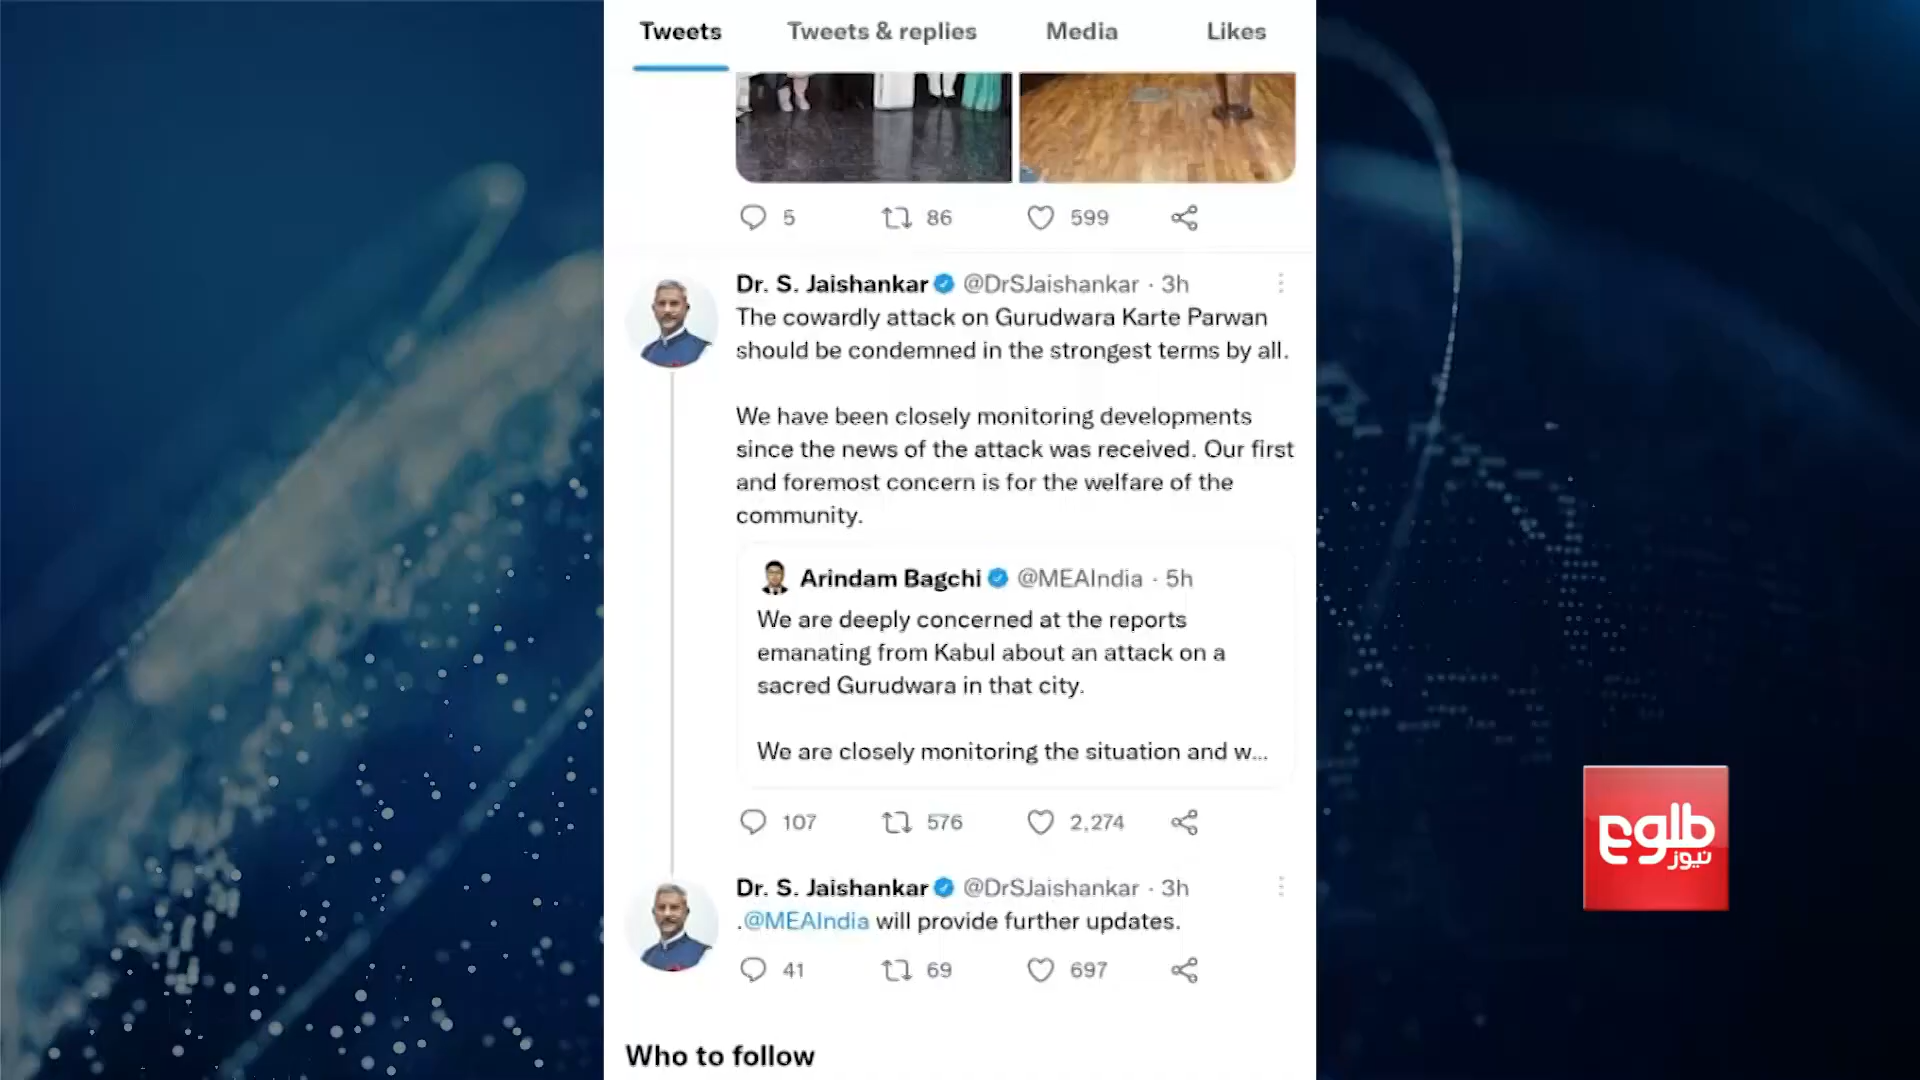 Tweets
Tweets & replies
Media
Likes
5
86
599
Dr. S. Jaishankar @DrSJaishankar · 3h
The cowardly attack on Gurudwara Karte Parwan
should be condemned in the strongest terms by all.
We have been closely monitoring developments
since the news of the attack was received. Our first
and foremost concern is for the welfare of the
community.
Arindam Bagchi @MEAIndia · 5h
We are deeply concerned at the reports
emanating from Kabul about an attack on a
sacred Gurudwara in that city.
We are closely monitoring the situation and w...
107
576
2,274
Dr. S. Jaishankar @DrSJaishankar · 3h
.@MEAIndia will provide further updates.
41
69
697
Who to follow
طلوع
نیوز